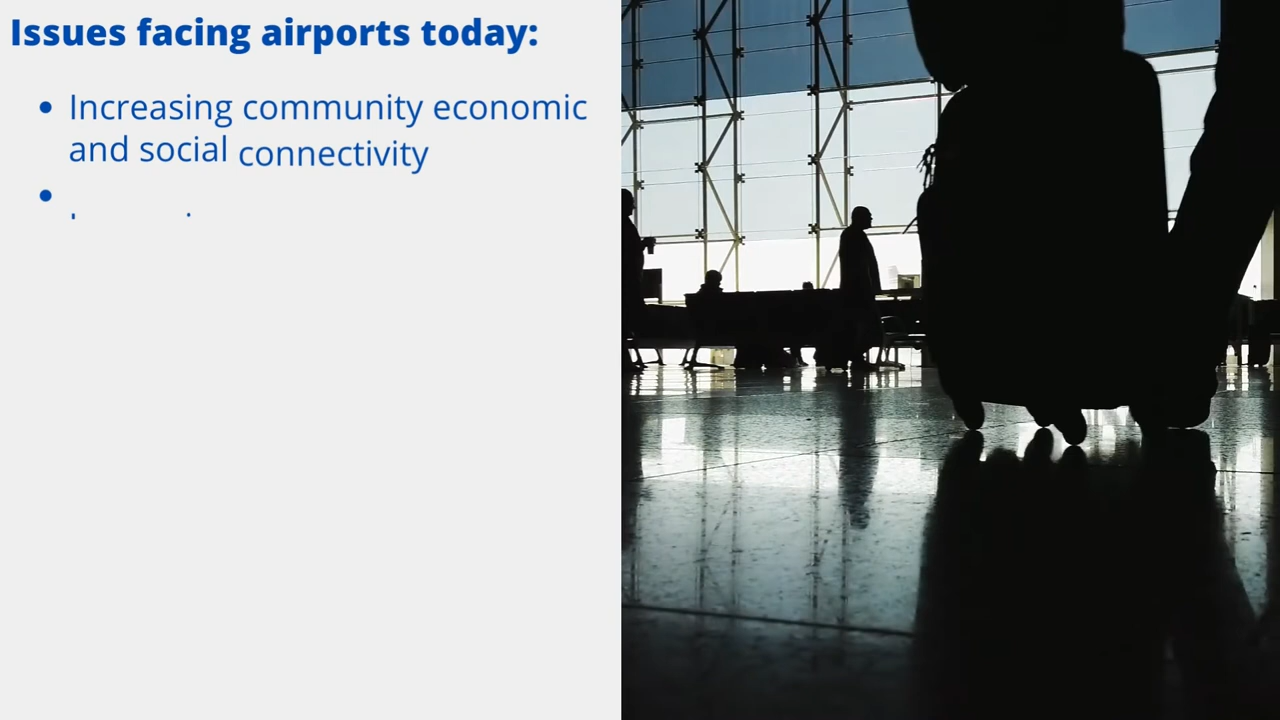 Issues facing airports today:
• Increasing community economic
and social connectivity
•